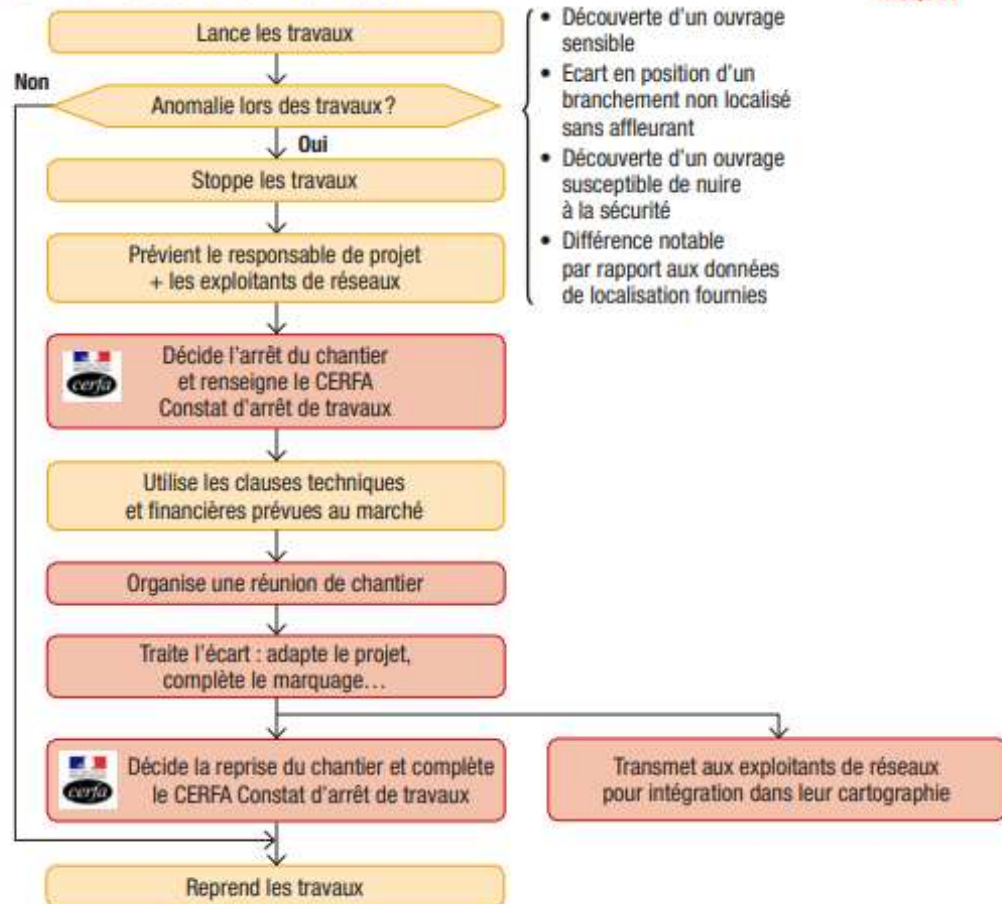 Lance les travaux
Non
Anomalie lors des travaux ?
Oui
Stoppe les travaux
Prévient le responsable de projet
+ les exploitants de réseaux
cerfa
Décide l'arrêt du chantier
et renseigne le CERFA
Constat d'arrêt de travaux
Utilise les clauses techniques
et financières prévues au marché
Organise une réunion de chantier
Traite l'écart : adapte le projet,
complète le marquage…
cerfa
Décide la reprise du chantier et complète
le CERFA Constat d'arrêt de travaux
Transmet aux exploitants de réseaux
pour intégration dans leur cartographie
Reprend les travaux
• Découverte d'un ouvrage
sensible
• Ecart en position d'un
branchement non localisé
sans affleurant
• Découverte d'un ouvrage
susceptible de nuire
à la sécurité
• Différence notable
par rapport aux données
de localisation fournies